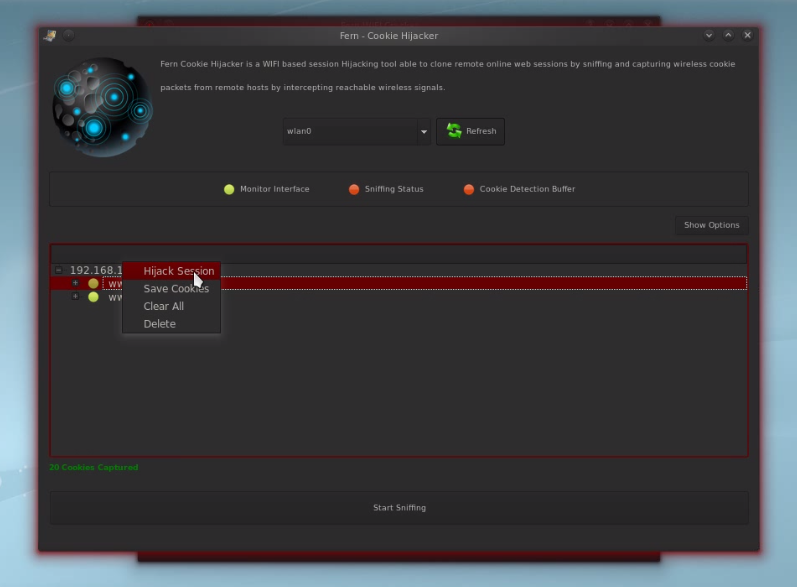 Fern - Cookie Hijacker
Fern Cookie Hijacker is a WIFI based session Hijacking tool able to clone remote online web sessions by sniffing and capturing wireless cookie
packets from remote hosts by intercepting reachable wireless signals.
wlan0 Refresh
Monitor Interface Sniffing Status Cookie Detection Buffer
Show Options
192.168.1
Hijack Session
ww
Save Cookies
ww
Clear All
Delete
20 Cookies Captured
Start Sniffing